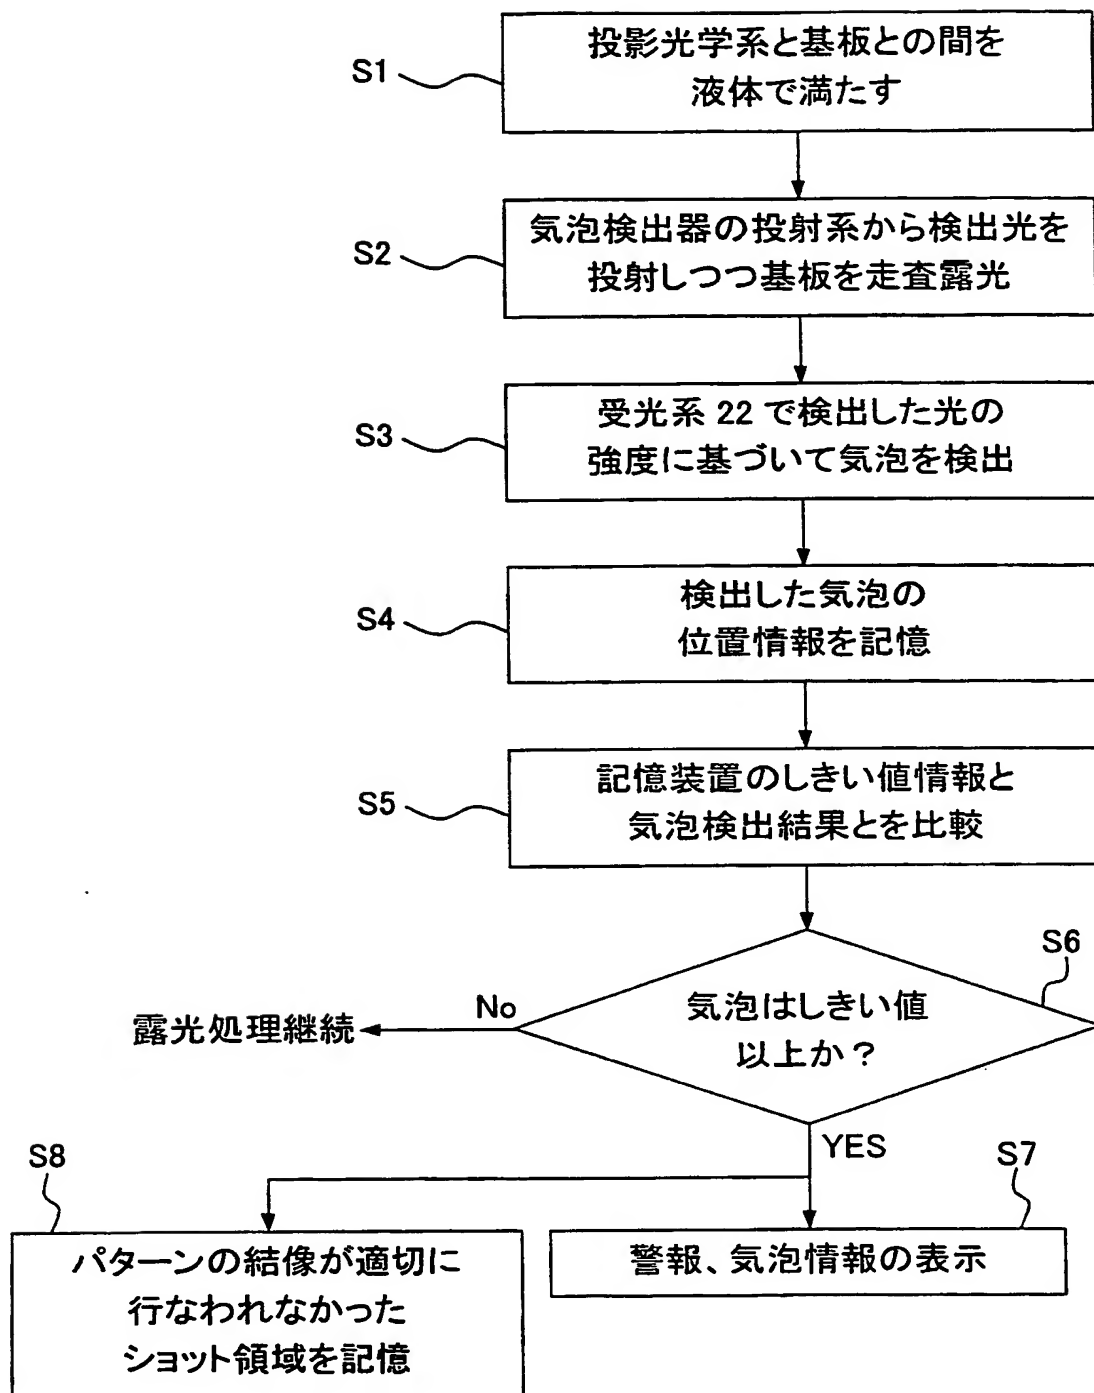 S1
投影光学系と基板との間を
液体で満たす
S2
気泡検出器の投射系から検出光を
投射しつつ基板を走査露光
S3
受光系 22 で検出した光の
強度に基づいて気泡を検出
S4
検出した気泡の
位置情報を記憶
S5
記憶装置のしきい値情報と
気泡検出結果とを比較
S6
気泡はしきい値
以上か？
No
露光処理継続
YES
S8
パターンの結像が適切に
行なわれなかった
ショット領域を記憶
S7
警報、気泡情報の表示